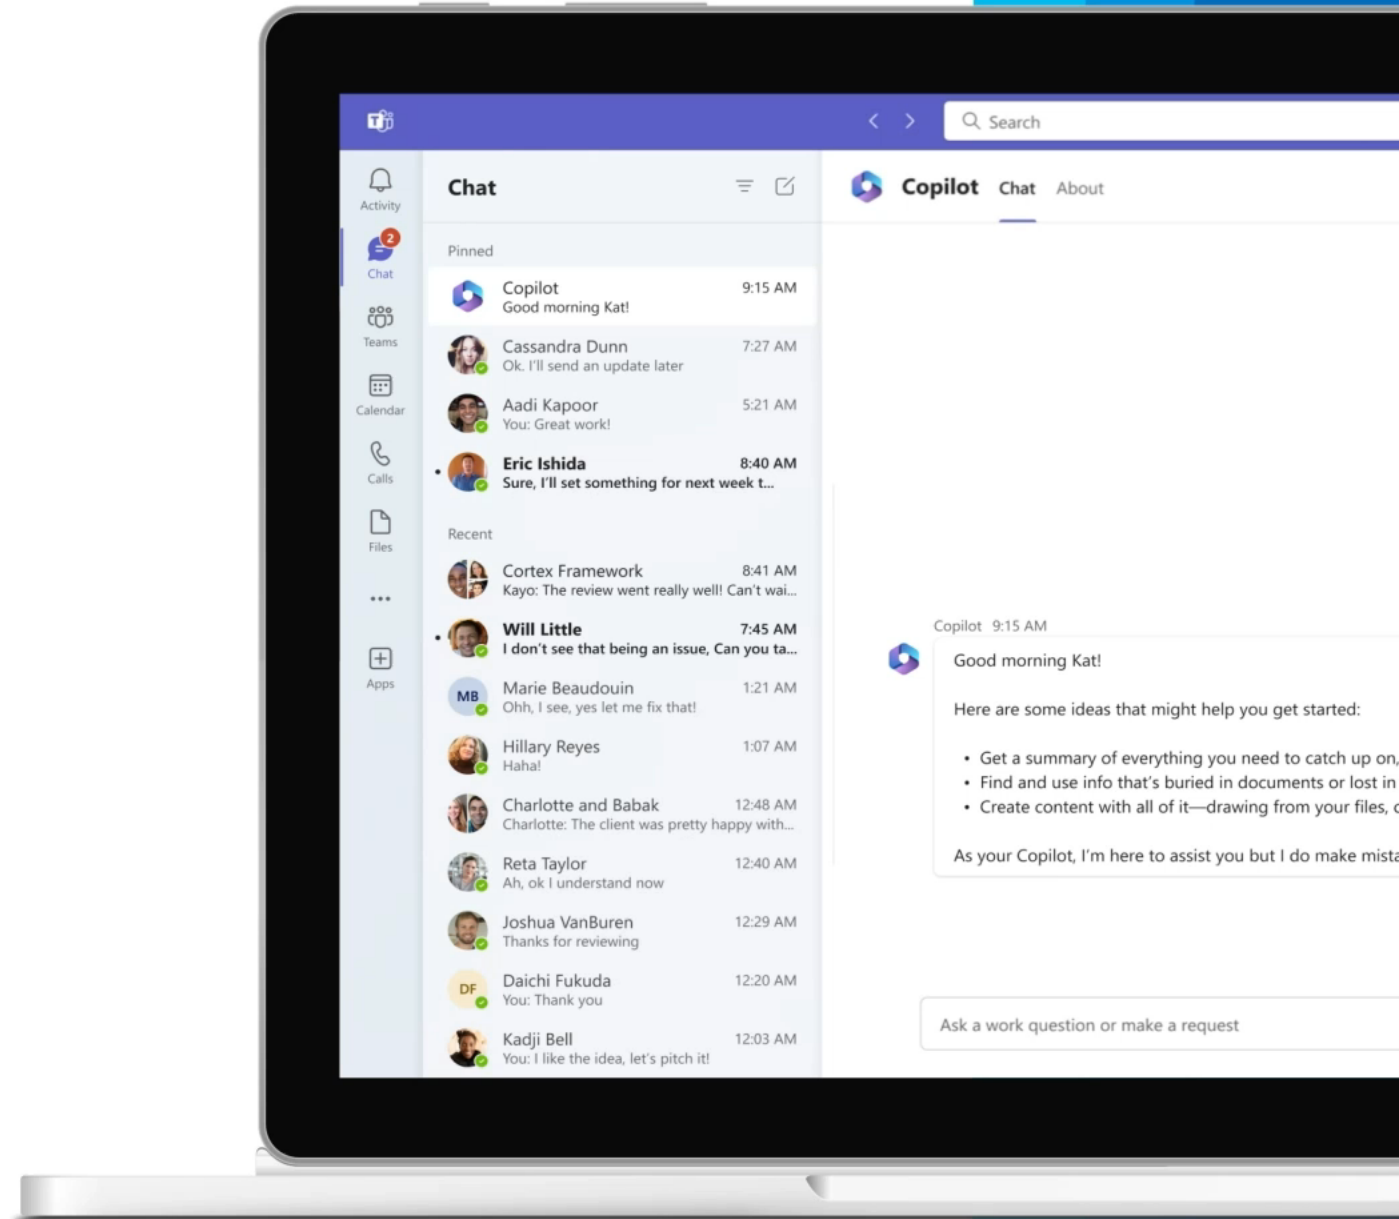 Search
Activity
2
Chat
Teams
Calendar
Calls
Files
Apps
Chat
Pinned
Copilot 9:15 AM
Good morning Kat!
Cassandra Dunn 7:27 AM
Ok. I'll send an update later
Aadi Kapoor 5:21 AM
You: Great work!
Eric Ishida 8:40 AM
Sure, I'll set something for next week t...
Recent
Cortex Framework 8:41 AM
Kayo: The review went really well! Can't wai...
Will Little 7:45 AM
I don't see that being an issue, Can you ta...
MB
Marie Beaudouin 1:21 AM
Ohh, I see, yes let me fix that!
Hillary Reyes 1:07 AM
Haha!
Charlotte and Babak 12:48 AM
Charlotte: The client was pretty happy with...
Reta Taylor 12:40 AM
Ah, ok I understand now
Joshua VanBuren 12:29 AM
Thanks for reviewing
DF
Daichi Fukuda 12:20 AM
You: Thank you
Kadji Bell 12:03 AM
You: I like the idea, let's pitch it!
Copilot Chat About
Copilot 9:15 AM
Good morning Kat!
Here are some ideas that might help you get started:
• Get a summary of everything you need to catch up on,
• Find and use info that's buried in documents or lost in
• Create content with all of it—drawing from your files,
As your Copilot, I'm here to assist you but I do make
Ask a work question or make a request